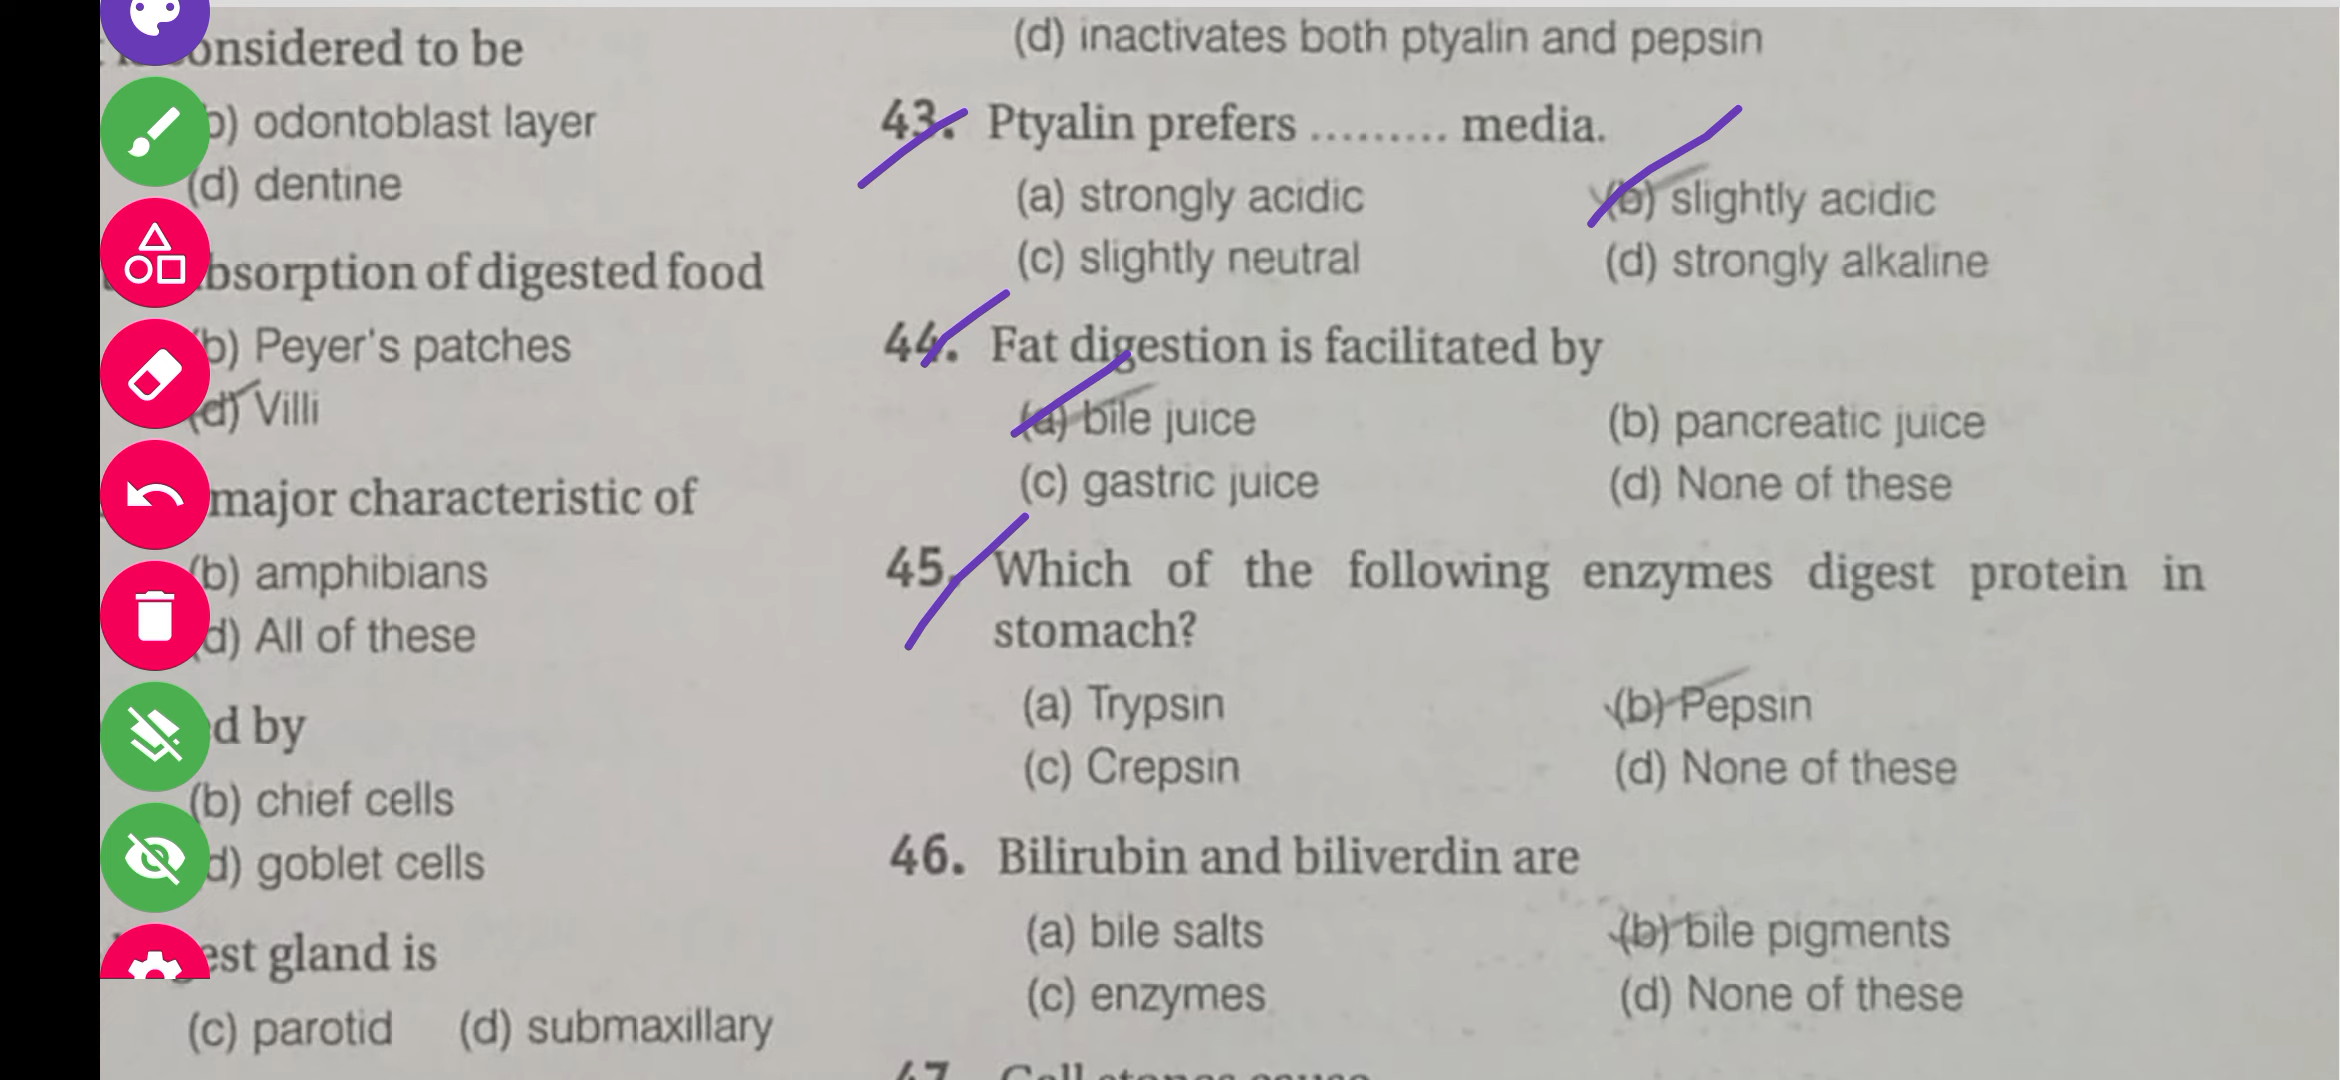 onsidered to be
b) odontoblast layer
(d) dentine
bsorption of digested food
(b) Peyer's patches
(d) Villi
major characteristic of
(b) amphibians
d) All of these
d by
(b) chief cells
d) goblet cells
est gland is
(c) parotid (d) submaxillary
(d) inactivates both ptyalin and pepsin
43. Ptyalin prefers ......... media.
(a) strongly acidic (b) slightly acidic
(c) slightly neutral (d) strongly alkaline
44. Fat digestion is facilitated by
(a) bile juice (b) pancreatic juice
(c) gastric juice (d) None of these
45. Which of the following enzymes digest protein in
stomach?
(a) Trypsin (b) Pepsin
(c) Crepsin (d) None of these
46. Bilirubin and biliverdin are
(a) bile salts (b) bile pigments
(c) enzymes (d) None of these
47. Gall stones cause